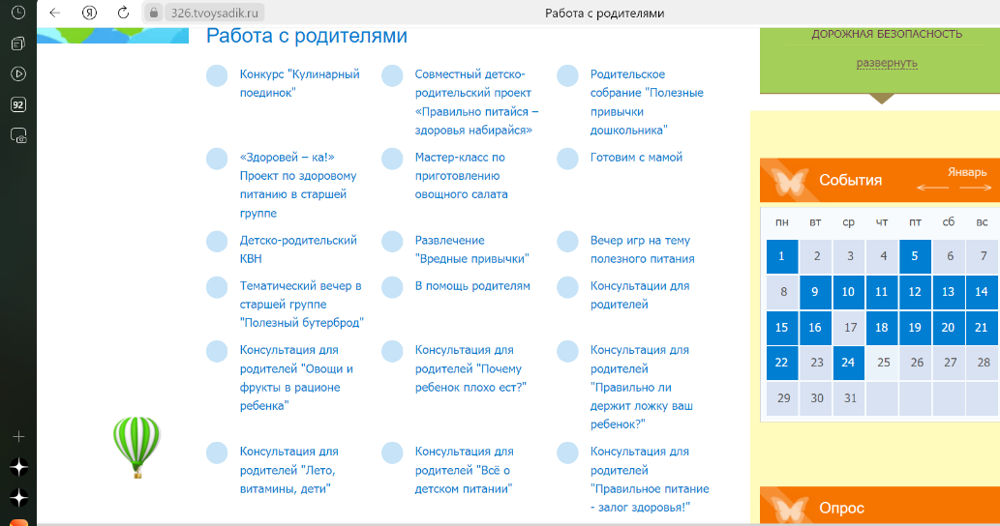 326.tvoysadik.ru
Работа с родителями
92
Работа с родителями
Конкурс "Кулинарный
поединок"
Совместный детско-
родительский проект
«Правильно питайся –
здоровья набирайся»
Родительское
собрание "Полезные
привычки
дошкольника"
«Здоровей – ка!»
Проект по здоровому
питанию в старшей
группе
Мастер-класс по
приготовлению
овощного салата
Готовим с мамой
Детско-родительский
КВН
Развлечение
"Вредные привычки"
Вечер игр на тему
полезного питания
Тематический вечер в
старшей группе
"Полезный бутерброд"
В помощь родителям
Консультации для
родителей
Консультация для
родителей "Овощи и
фрукты в рационе
ребенка"
Консультация для
родителей "Почему
ребенок плохо ест?"
Консультация для
родителей
"Правильно ли
держит ложку ваш
ребенок?"
Консультация для
родителей "Лето,
витамины, дети"
Консультация для
родителей "Всё о
детском питании"
Консультация для
родителей
"Правильное питание
- залог здоровья!"
ДОРОЖНАЯ БЕЗОПАСНОСТЬ
развернуть
События
Январь
пн вт ср чт пт сб вс
1 2 3 4 5 6 7
8 9 10 11 12 13 14
15 16 17 18 19 20 21
22 23 24 25 26 27 28
29 30 31
Опрос